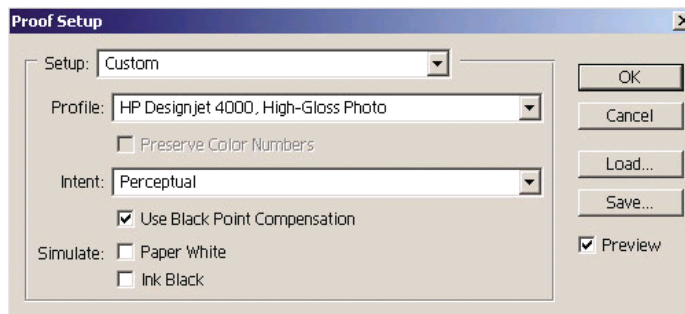 Proof Setup
Setup: Custom
OK
Profile: HP Designjet 4000, High-Gloss Photo
Cancel
Preserve Color Numbers
Load...
Intent: Perceptual
Save...
Use Black Point Compensation
Preview
Simulate: Paper White
Ink Black